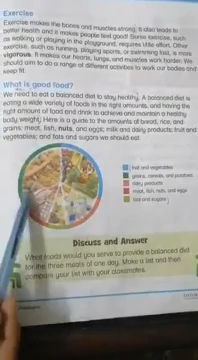 Exercise
Exercise makes the bones and muscles strong; it also leads to
better health and it makes people feel good! Some exercise, such
as walking or playing in the playground, requires little effort. Other
exercise, such as running, playing sports, or swimming fast, is more
vigorous. It makes our hearts, lungs, and muscles work harder. We
should aim to do a range of different activities to work our bodies and
keep fit.
What is good food?
We need to eat a balanced diet to stay healthy. A balanced diet is
eating a wide variety of foods in the right amounts, and having the
right amount of food and drink to achieve and maintain a healthy
body weight. Here is a guide to the amounts of bread, rice, and
grains; meat, fish, nuts, and eggs; milk and dairy products; fruit and
vegetables; and fats and sugars we should eat.
fruit and vegetables
grains, cereals, and potatoes
dairy products
meat, fish, nuts, and eggs
fats and sugars
Discuss and Answer
What foods would you serve to provide a balanced diet
for the three meals of one day. Make a list and then
compare your list with your classmates.